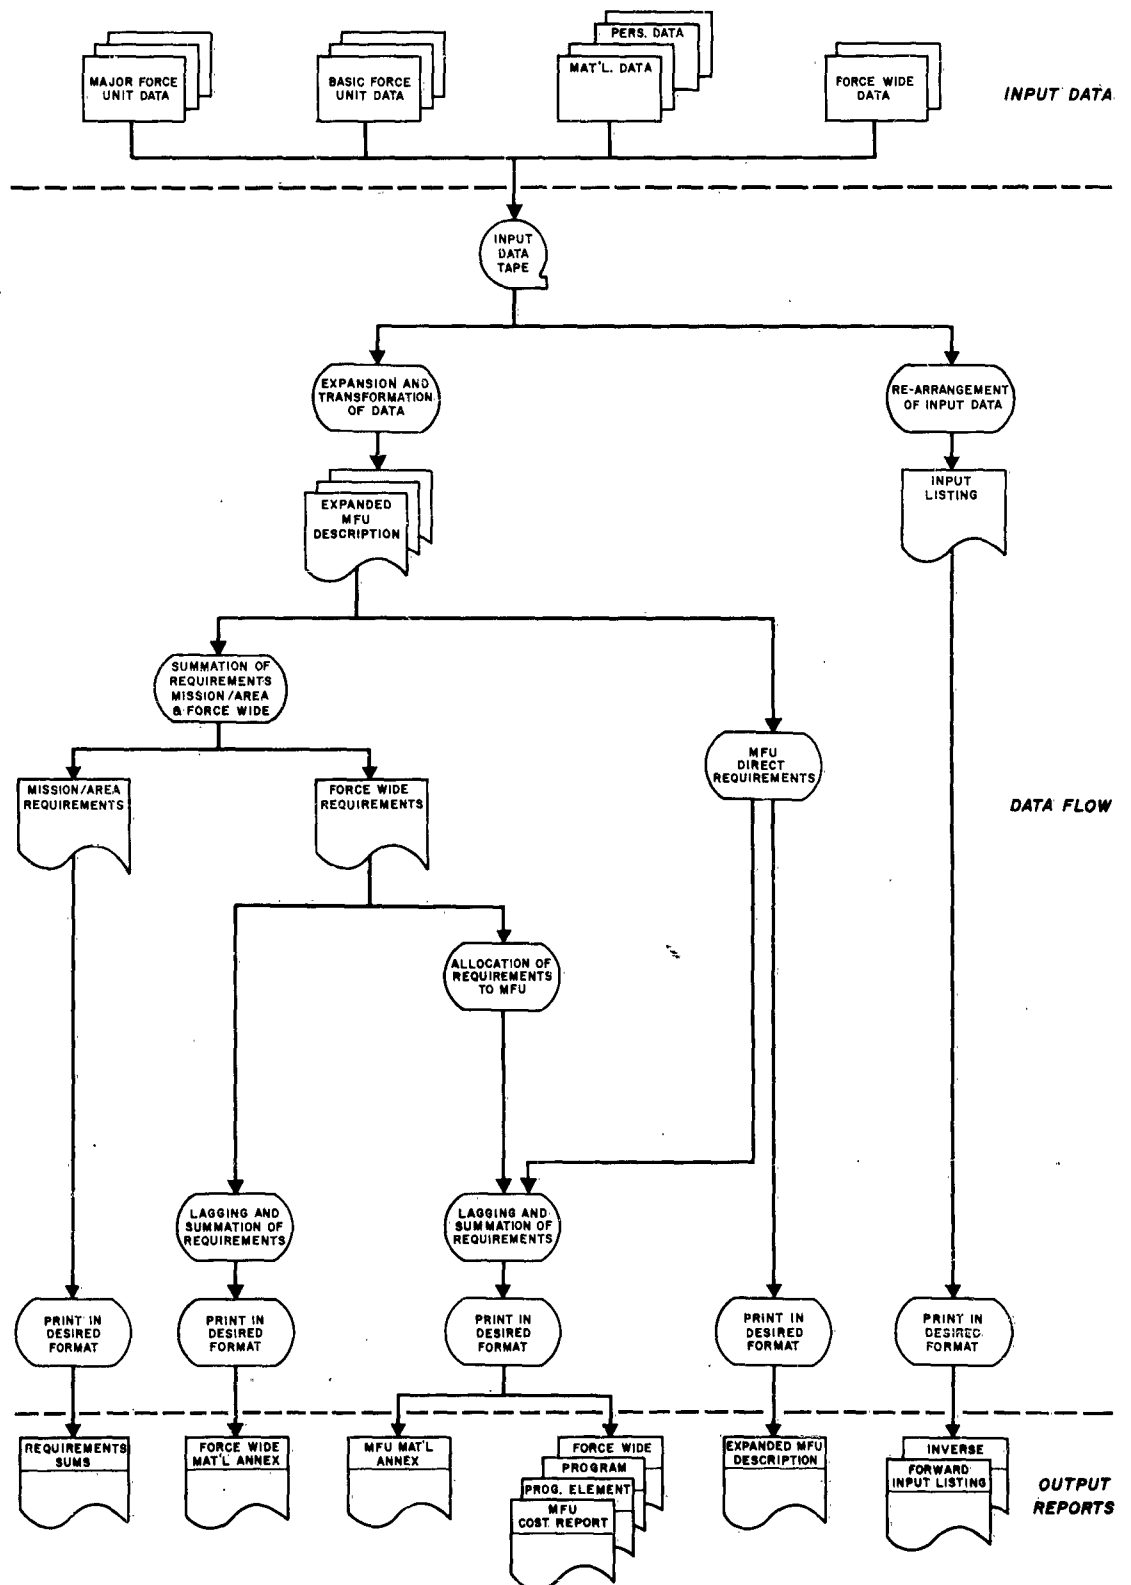 PERS. DATA
MAJOR FORCE
UNIT DATA
BASIC FORCE
UNIT DATA
MAT'L. DATA
FORCE WIDE
DATA
INPUT DATA
INPUT
DATA
TAPE
EXPANSION AND
TRANSFORMATION
OF DATA
RE-ARRANGEMENT
OF INPUT DATA
EXPANDED
MFU
DESCRIPTION
INPUT
LISTING
SUMMATION OF
REQUIREMENTS
MISSION/AREA
& FORCE WIDE
MFU
DIRECT
REQUIREMENTS
MISSION/AREA
REQUIREMENTS
FORCE WIDE
REQUIREMENTS
DATA FLOW
ALLOCATION OF
REQUIREMENTS
TO MFU
LAGGING AND
SUMMATION OF
REQUIREMENTS
LAGGING AND
SUMMATION OF
REQUIREMENTS
PRINT IN
DESIRED
FORMAT
PRINT IN
DESIRED
FORMAT
PRINT IN
DESIRED
FORMAT
PRINT IN
DESIRED
FORMAT
PRINT IN
DESIRED
FORMAT
REQUIREMENTS
SUMS
FORCE WIDE
MAT'L ANNEX
MFU MAT'L
ANNEX
FORCE WIDE
PROGRAM
PROG. ELEMENT
MFU
COST REPORT
EXPANDED MFU
DESCRIPTION
INVERSE
FORWARD
INPUT LISTING
OUTPUT
REPORTS